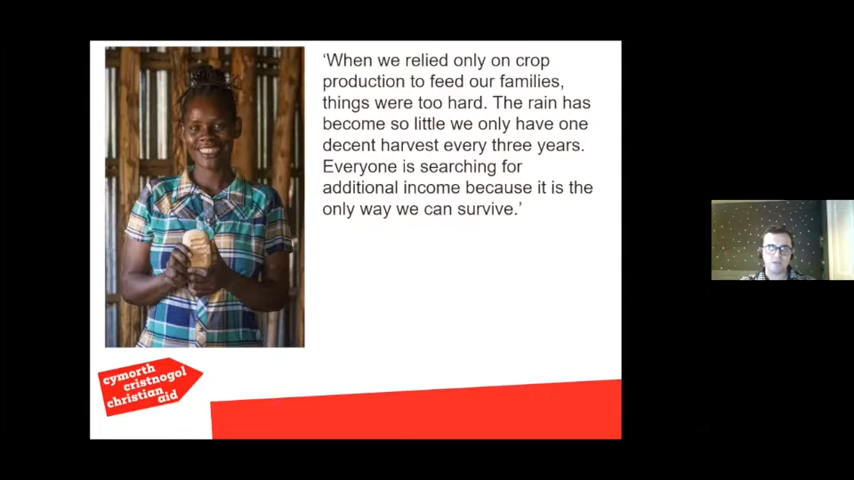 ‘When we relied only on crop
production to feed our families,
things were too hard. The rain has
become so little we only have one
decent harvest every three years.
Everyone is searching for
additional income because it is the
only way we can survive.’
cymorth
cristnogol
christian
aid